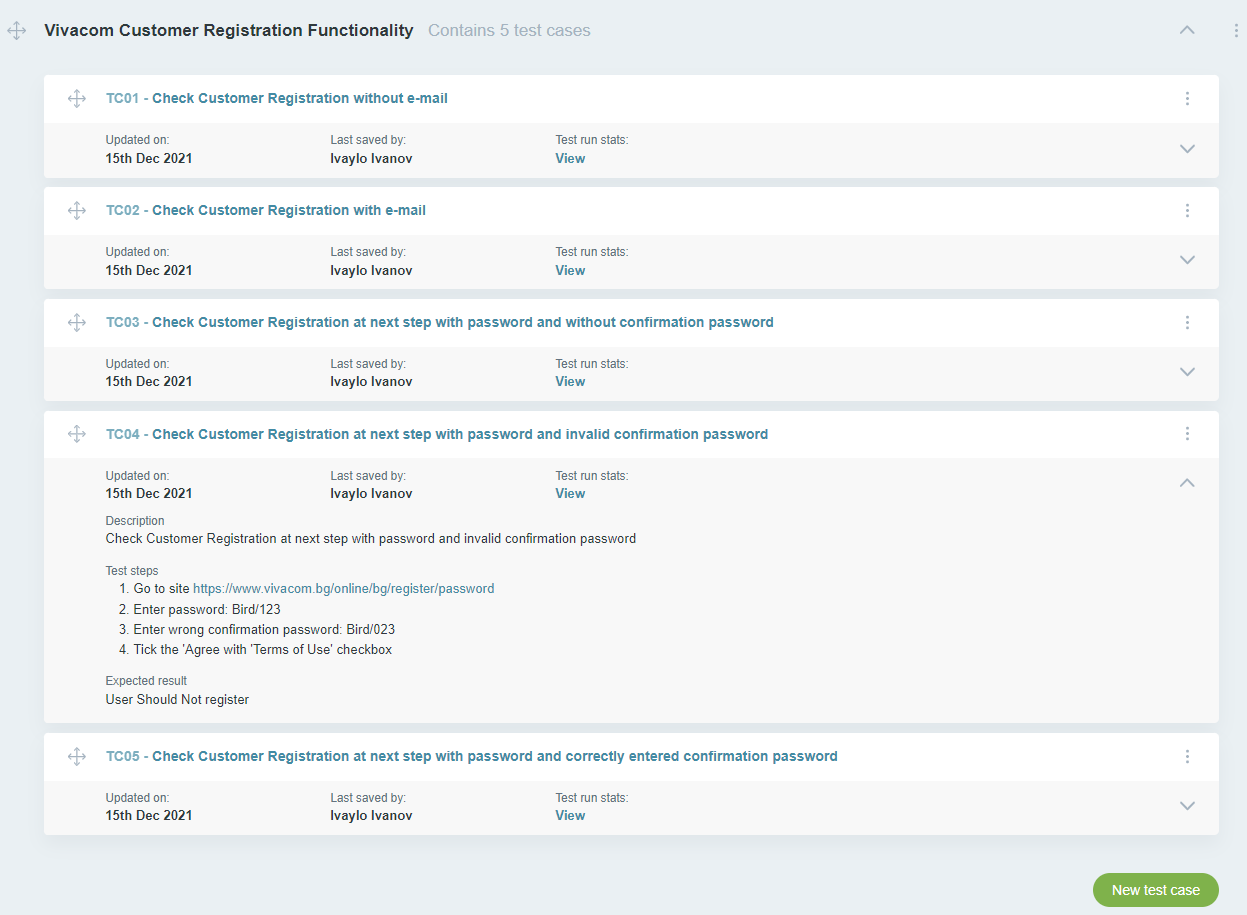 Vivacom Customer Registration Functionality Contains 5 test cases
TC01 - Check Customer Registration without e-mail
Updated on: Last saved by: Test run stats:
15th Dec 2021 Ivaylo Ivanov View
TC02 - Check Customer Registration with e-mail
Updated on: Last saved by: Test run stats:
15th Dec 2021 Ivaylo Ivanov View
TC03 - Check Customer Registration at next step with password and without confirmation password
Updated on: Last saved by: Test run stats:
15th Dec 2021 Ivaylo Ivanov View
TC04 - Check Customer Registration at next step with password and invalid confirmation password
Updated on: Last saved by: Test run stats:
15th Dec 2021 Ivaylo Ivanov View
Description
Check Customer Registration at next step with password and invalid confirmation password
Test steps
1. Go to site https://www.vivacom.bg/online/bg/register/password
2. Enter password: Bird/123
3. Enter wrong confirmation password: Bird/023
4. Tick the 'Agree with 'Terms of Use' checkbox
Expected result
User Should Not register
TC05 - Check Customer Registration at next step with password and correctly entered confirmation password
Updated on: Last saved by: Test run stats:
15th Dec 2021 Ivaylo Ivanov View
New test case